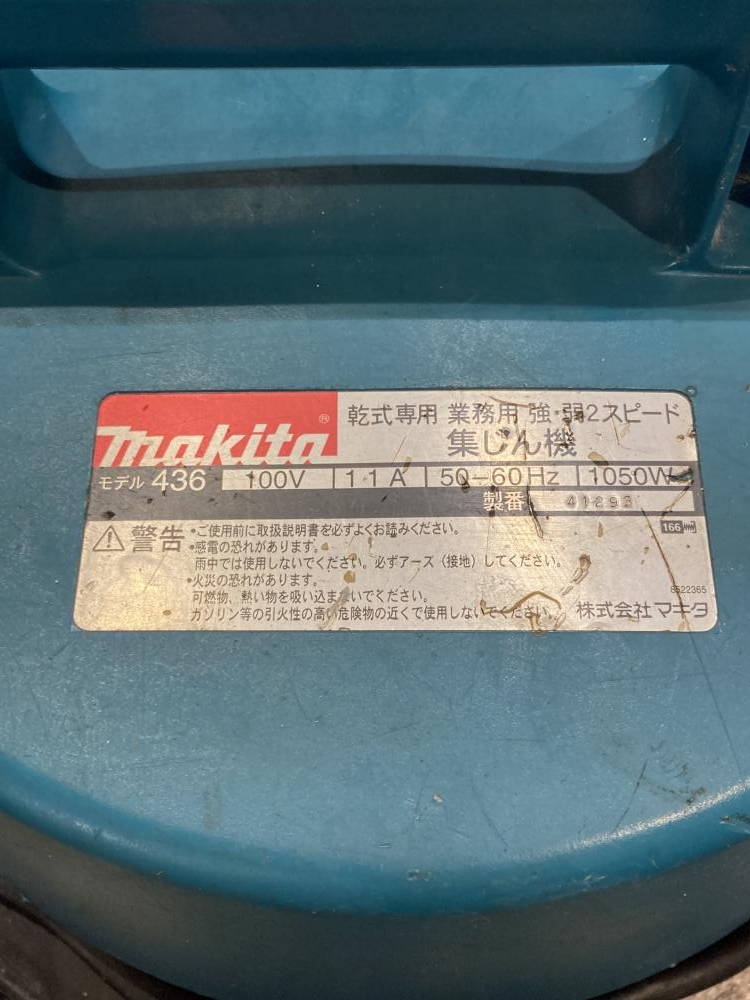 makita®
乾式専用 業務用 強・弱2スピード
集じん機
モデル 436 100V 11A 50-60Hz 1050W
製番 41293
⚠警告
•ご使用前に取扱説明書を必ずよくお読みください。
•感電の恐れがあります。
雨中では使用しないでください。必ずアース（接地）してください。
•火災の恐れがあります。
可燃物、熱い物を吸い込まないでください。
ガソリン等の引火性の高い危険物の近くで使用しないでください。
166
8522365
株式会社マキタ